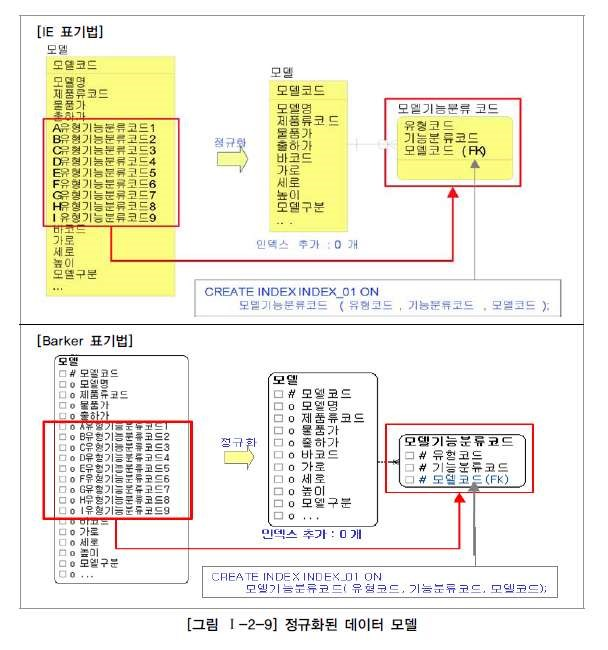 [IE 표기법]
모델
모델코드
모델명
제품류코드
물품가
출하가
A유형기능분류코드1
B유형기능분류코드2
C유형기능분류코드3
D유형기능분류코드4
E유형기능분류코드5
F유형기능분류코드6
G유형기능분류코드7
H유형기능분류코드8
I 유형기능분류코드9
바코드
가로
세로
높이
모델구분
...
정규화
모델
모델코드
모델명
제품류코드
물품가
출하가
바코드
가로
세로
높이
모델구분
. . .
인덱스 추가 : 0 개
모델기능분류 코드
유형코드
기능분류코드
모델코드 (FK)
CREATE INDEX INDEX_01 ON
모델기능분류코드 ( 유형코드 , 기능분류코드 , 모델코드 );
[Barker 표기법]
모델
# 모델코드
o 모델명
o 제품류코드
o 물품가
o 출하가
o A유형기능분류코드1
o B유형기능분류코드2
o C유형기능분류코드3
o D유형기능분류코드4
o E유형기능분류코드5
o F유형기능분류코드6
o G유형기능분류코드7
o H유형기능분류코드8
o I유형기능분류코드9
o 바코드
o 가로
o 세로
o 높이
o 모델구분
o ...
정규화
모델
# 모델코드
o 모델명
o 제품류코드
o 물품가
o 출하가
o 바코드
o 가로
o 세로
o 높이
o 모델구분
o ...
인덱스 추가 : 0 개
모델기능분류코드
# 유형코드
# 기능분류코드
# 모델코드(FK)
CREATE INDEX INDEX_01 ON
모델기능분류코드( 유형코드, 기능분류코드, 모델코드);
[그림 Ⅰ-2-9] 정규화된 데이터 모델